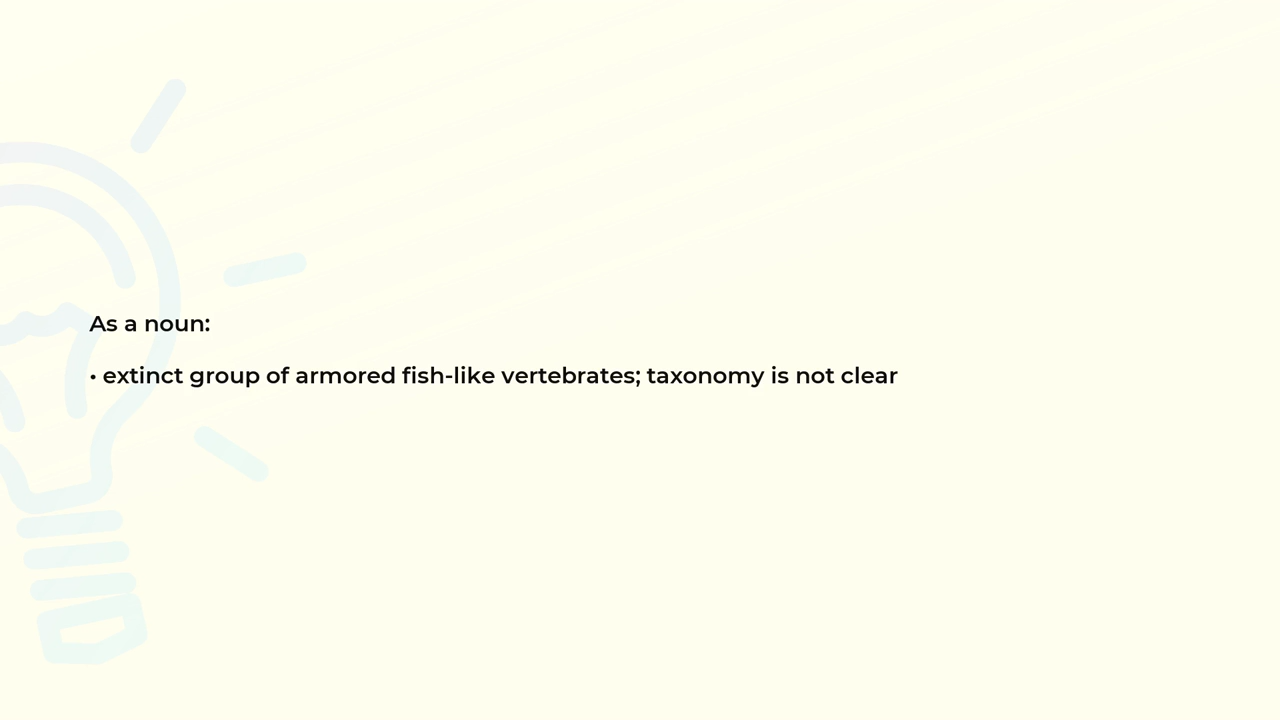 As a noun:
• extinct group of armored fish-like vertebrates; taxonomy is not clear